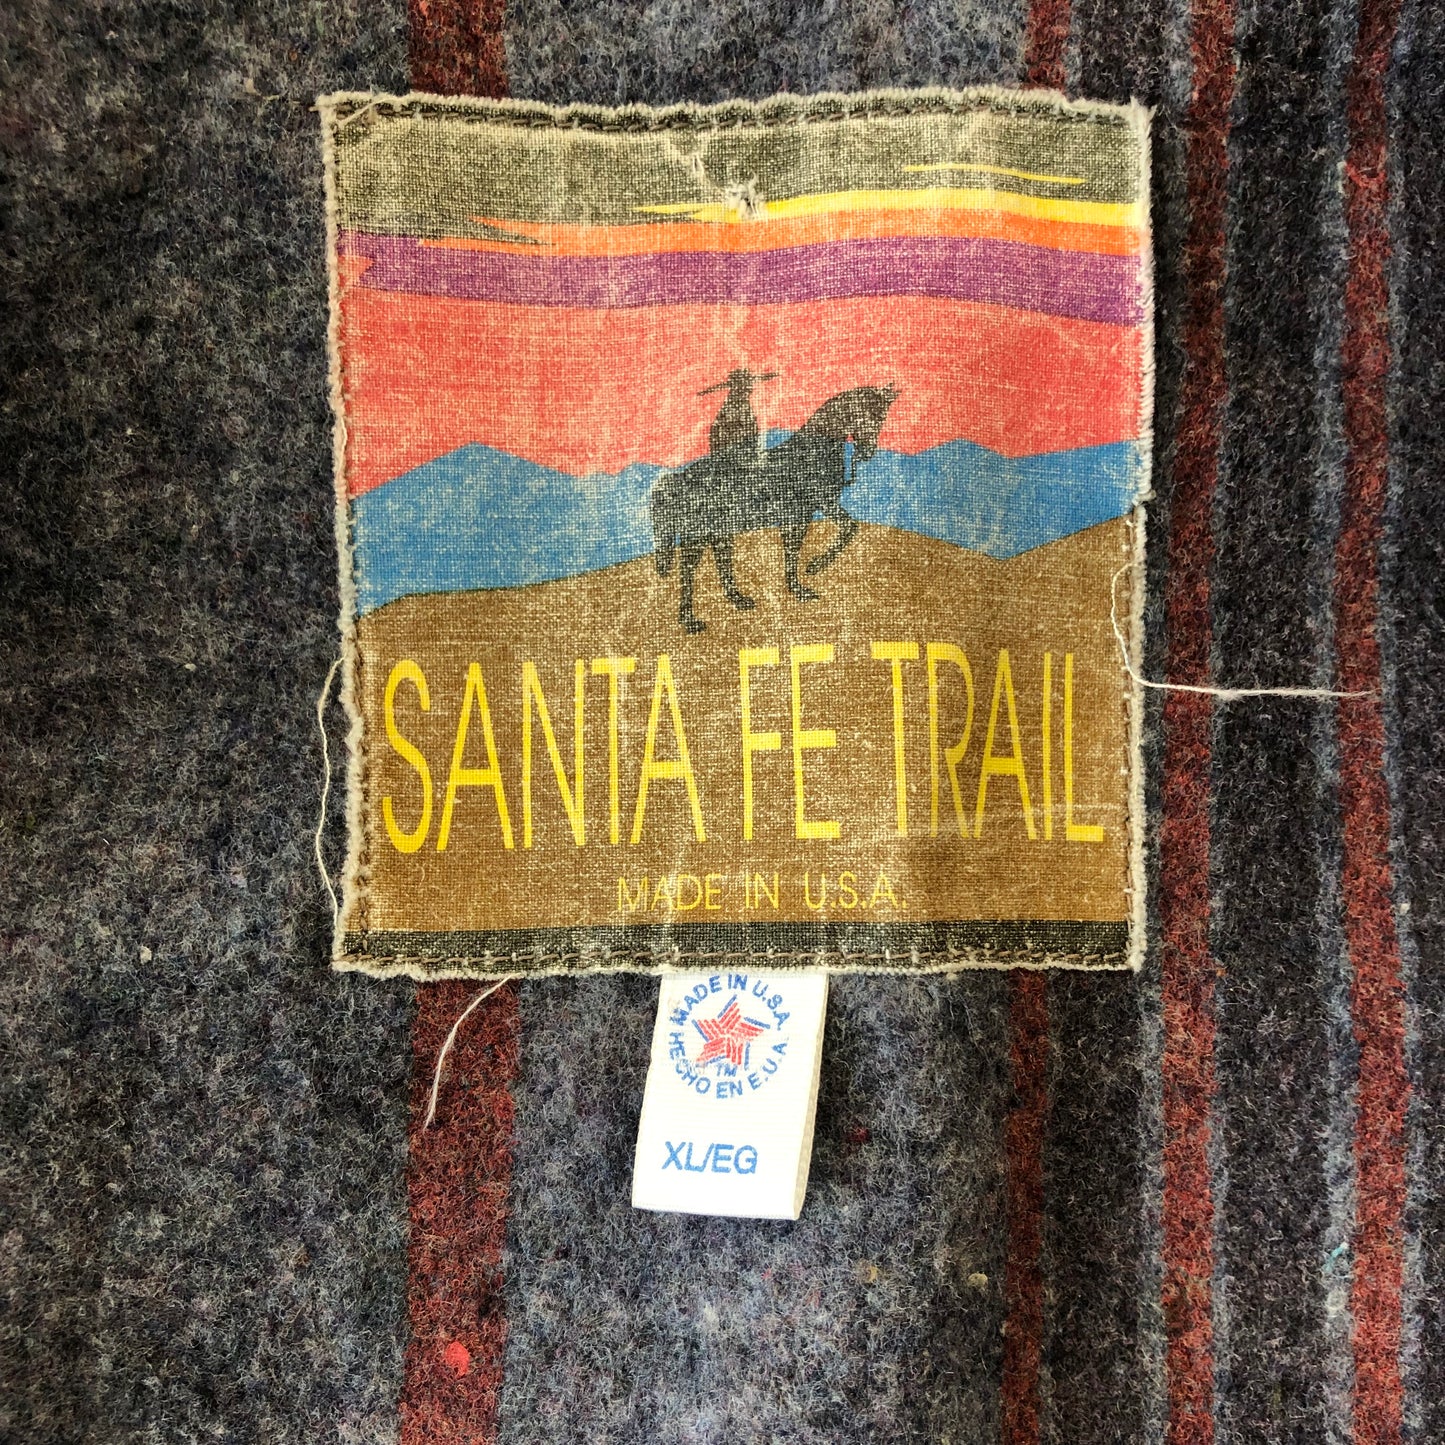 SANTA FE TRAIL
MADE IN U.S.A.
MADE IN U.S.A.
HECHO EN E.U.A.
TM
XL/EG